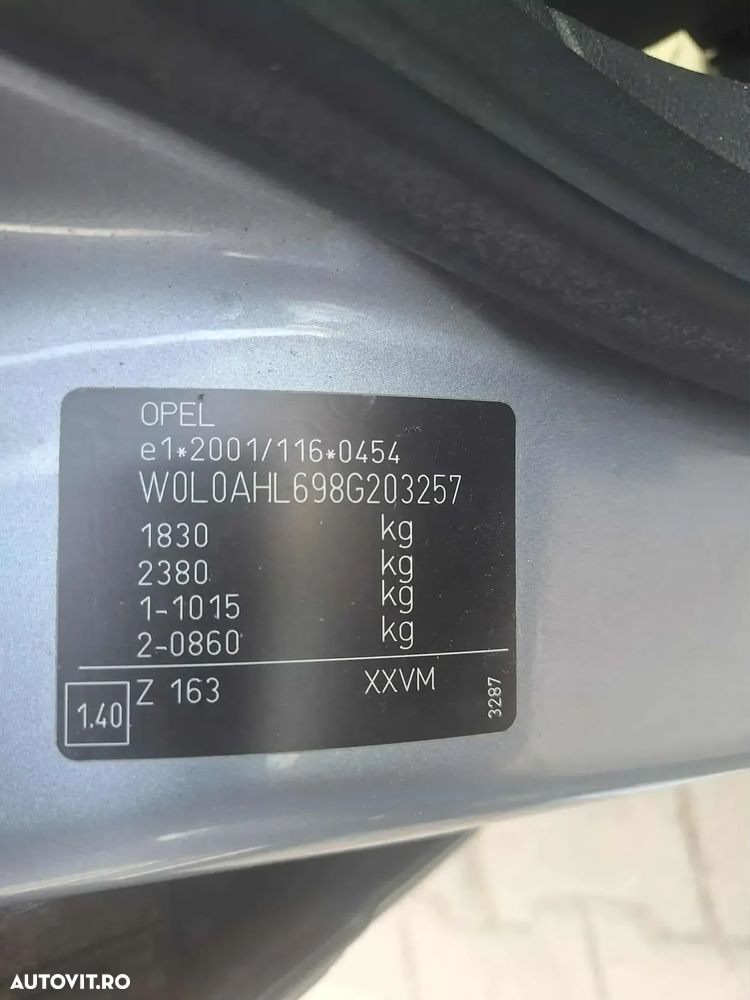 OPEL
e1*2001/116*0454
W0L0AHL698G203257
1830 kg
2380 kg
1-1015 kg
2-0860 kg
1.40 Z 163 XXVM 3287
AUTOVIT.RO